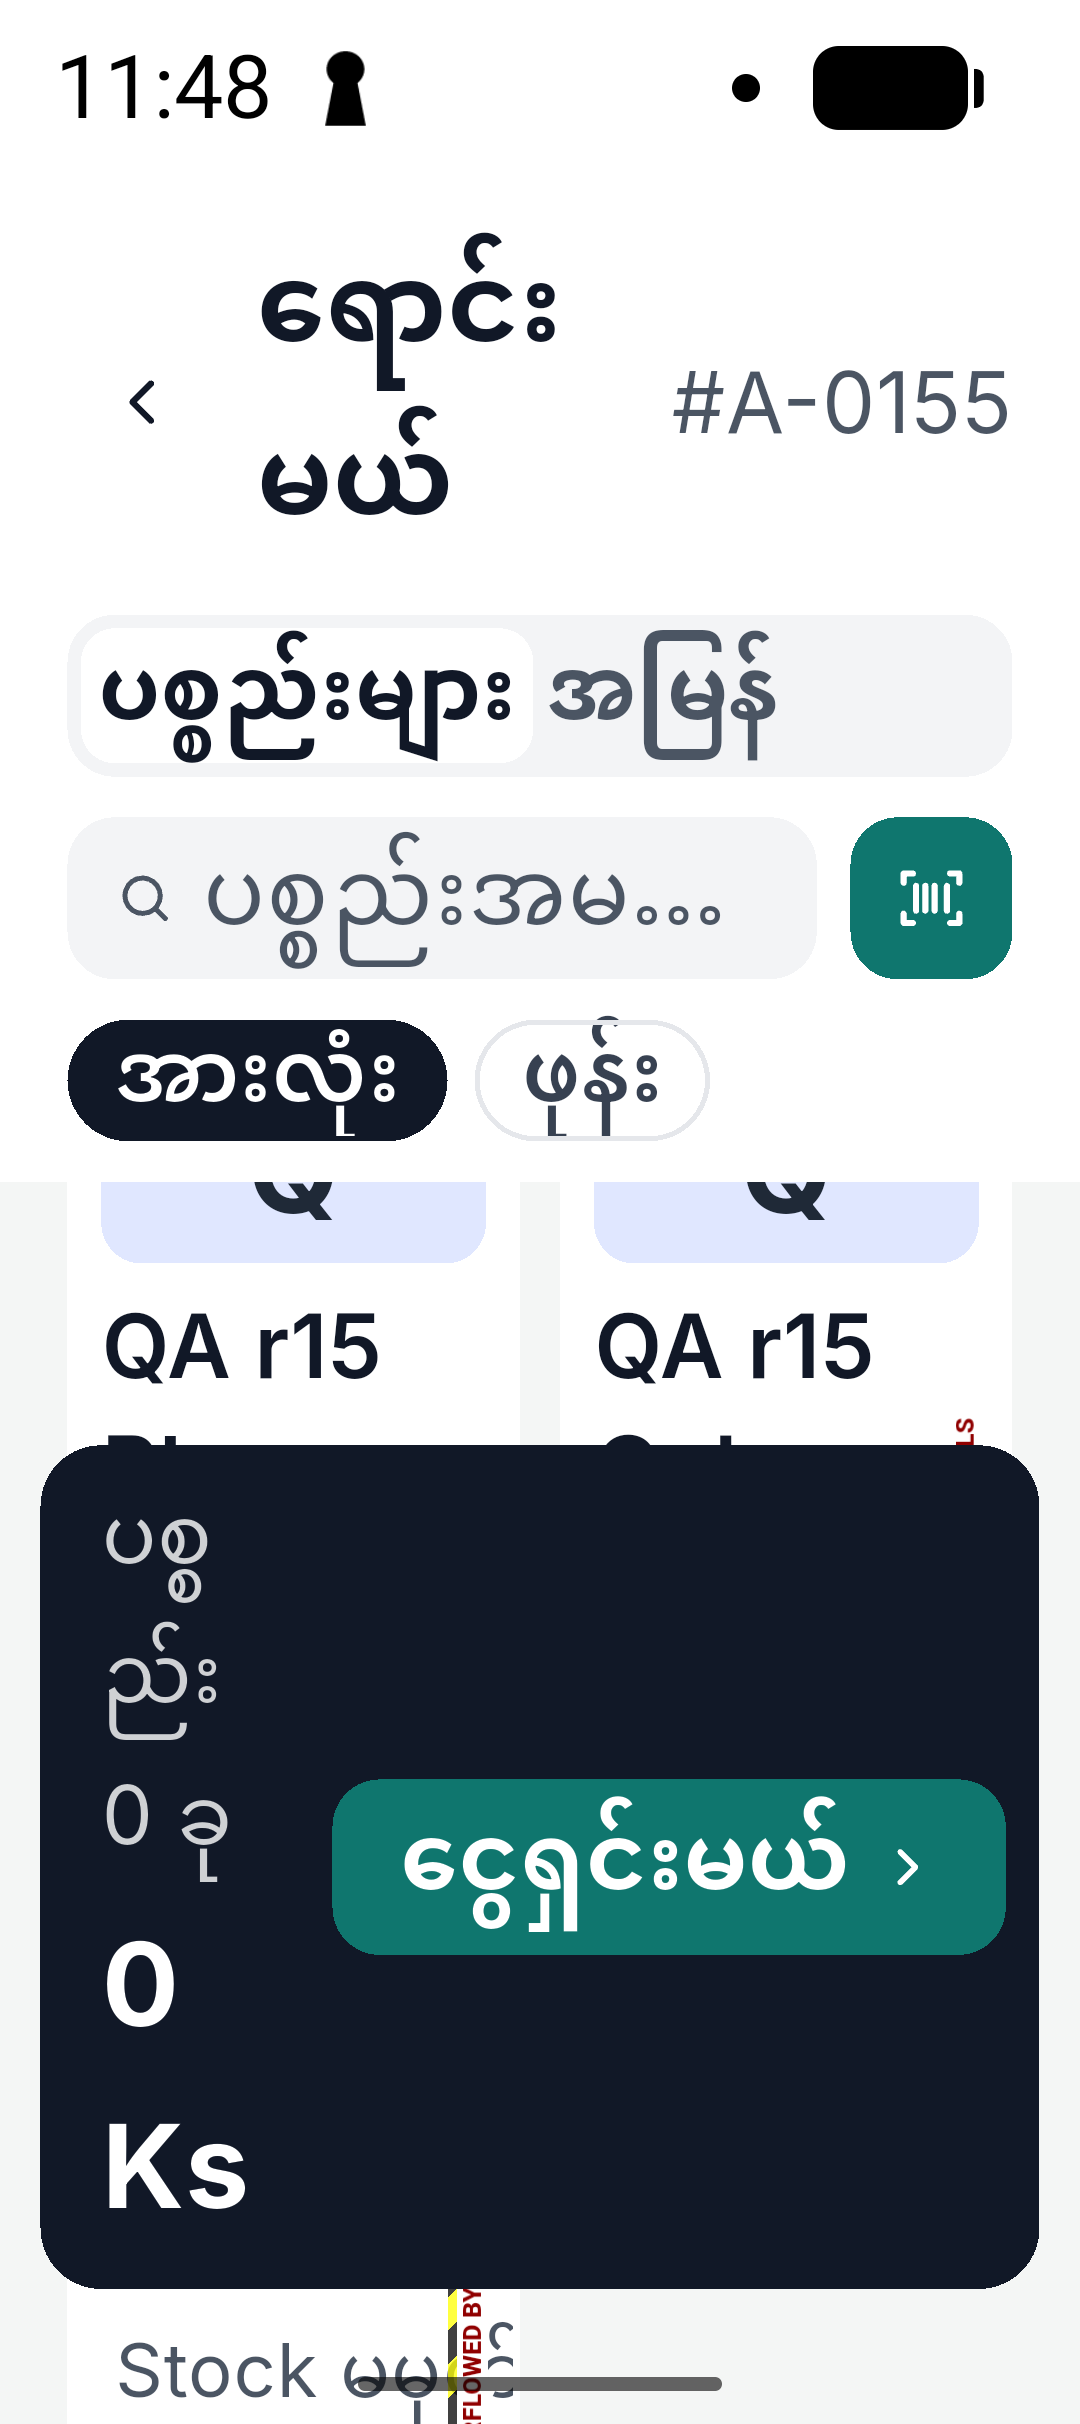 11:48
ရောင်း
မယ်
#A-0155
ပစ္စည်းများ အမြန်
ပစ္စည်းအမ...
အားလုံး ဖုန်း
Q Q
QA r15 QA r15
ပစ္စ
ည်း
0 ခု
0
Ks
ငွေရှင်းမယ်
Stock